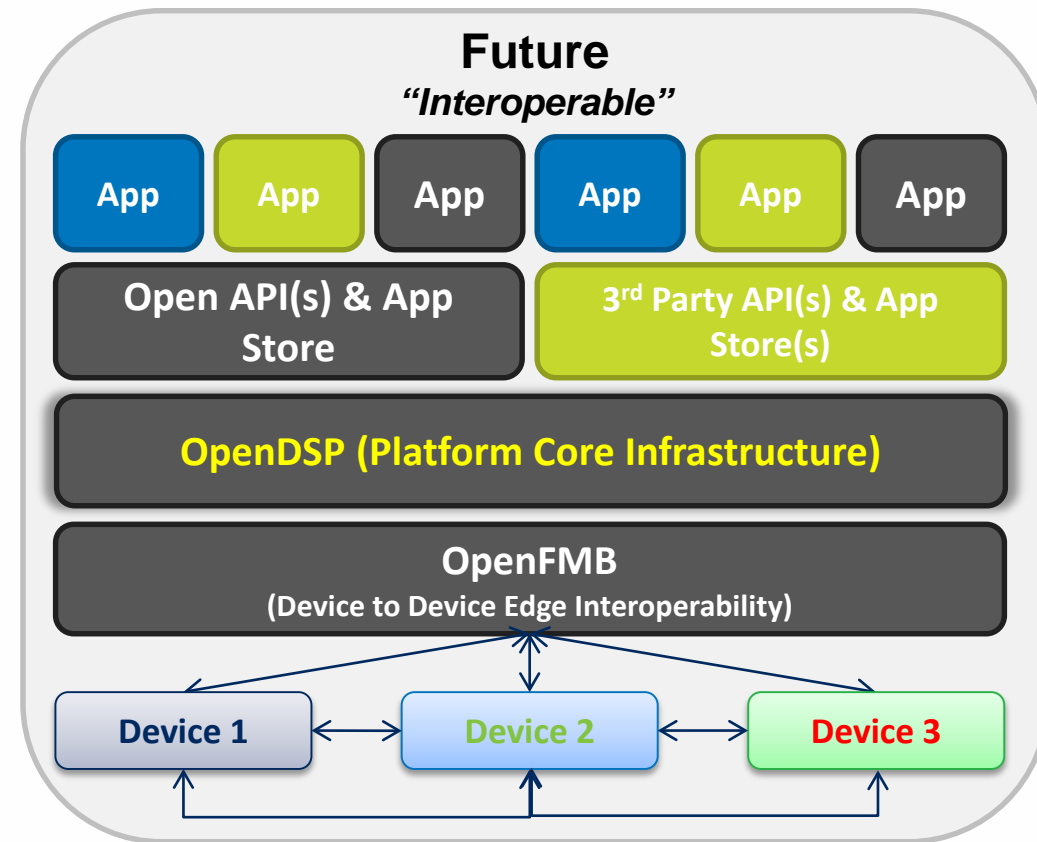 Future
“Interoperable”
App App App App App App
Open API(s) & App
Store
3rd Party API(s) & App
Store(s)
OpenDSP (Platform Core Infrastructure)
OpenFMB
(Device to Device Edge Interoperability)
Device 1 Device 2 Device 3